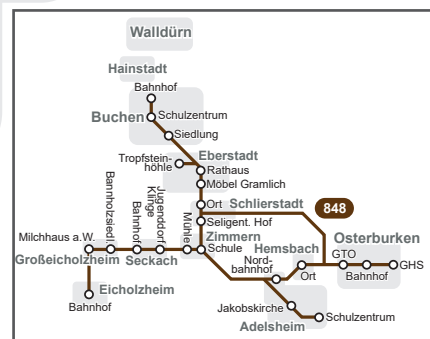 Walldürn
Hainstadt
Bahnhof
Buchen
Schulzentrum
Siedlung
Tropfstein-
höhle
Eberstadt
Rathaus
Möbel Gramlich
Ort
Schlierstadt
848
Seligent. Hof
Milchhaus a.W.
Bannholzsiedl.
Bahnhof
Jugenddorf
Klinge
Mühle
Zimmern
Schule
Großeicholzheim
Seckach
Hemsbach
Nord-
bahnhof
Ort
Osterburken
GTO
Bahnhof
GHS
Eicholzheim
Bahnhof
Jakobskirche
Schulzentrum
Adelsheim